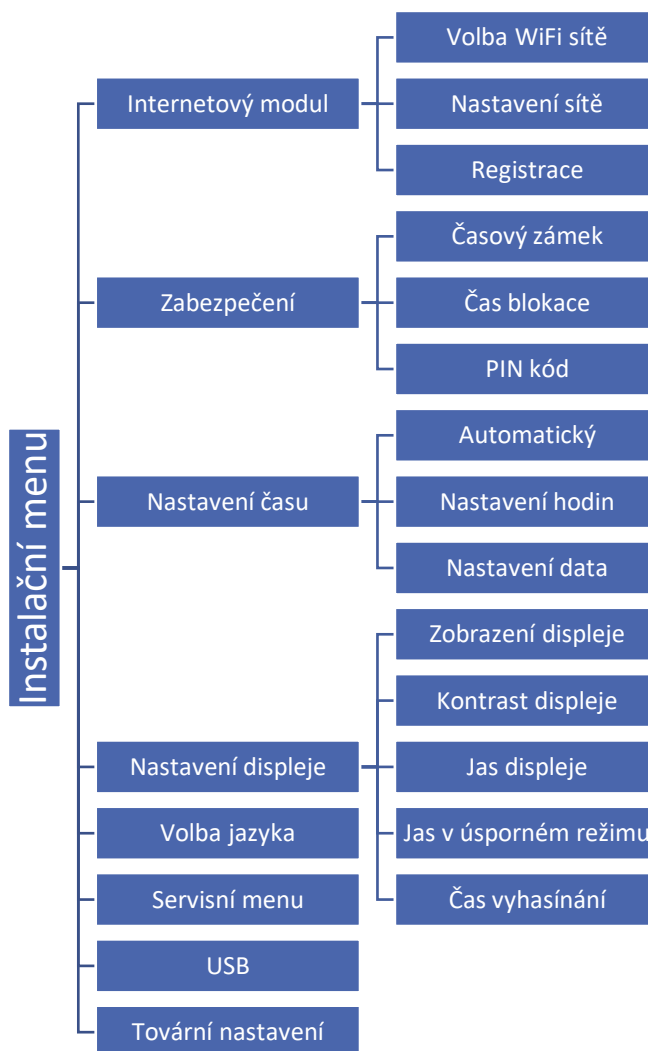 Instalační menu
Internetový modul
Volba WiFi sítě
Nastavení sítě
Registrace
Zabezpečení
Časový zámek
Čas blokace
PIN kód
Nastavení času
Automatický
Nastavení hodin
Nastavení data
Nastavení displeje
Zobrazení displeje
Kontrast displeje
Jas displeje
Jas v úsporném režimu
Čas vyhasínání
Volba jazyka
Servisní menu
USB
Tovární nastavení